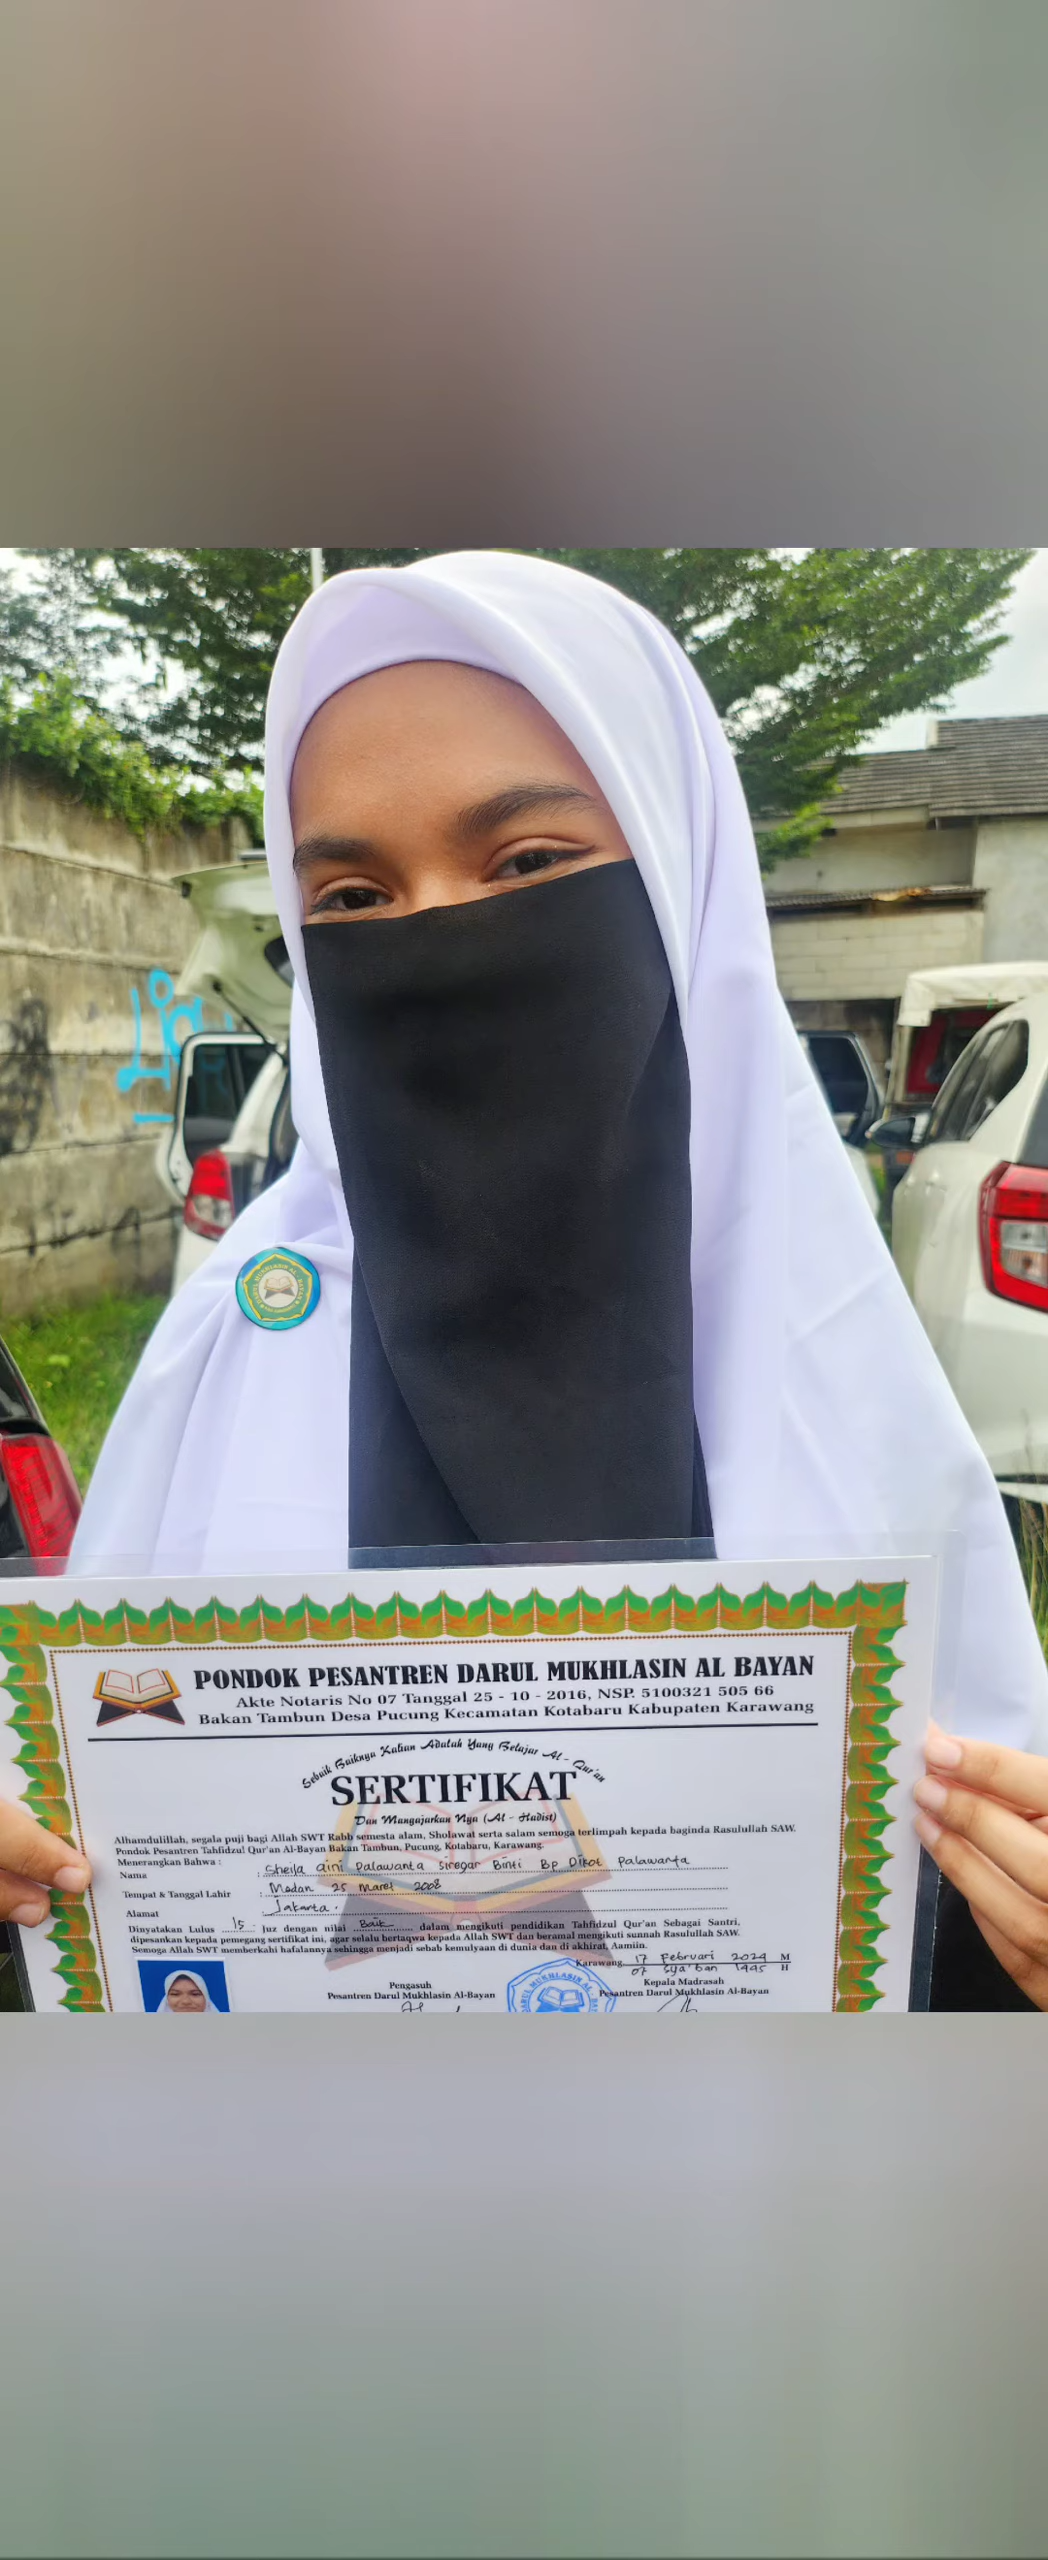 PONDOK PESANTREN DARUL MUKHLASIN AL BAYAN
Akte Notaris No 07 Tanggal 25 - 10 - 2016, NSP. 5100321 505 66
Bakan Tambun Desa Pucung Kecamatan Kotabaru Kabupaten Karawang
Sebaik Baiknya Kalian Adalah Yang Belajar Al - Qur'an
SERTIFIKAT
Dan Mangajarkan Nya (Al - Hadist)
Alhamdulillah, segala puji bagi Allah SWT Rabb semesta alam, Sholawat serta salam semoga terlimpah kepada baginda Rasulullah SAW.
Pondok Pesantren Tahfidzul Qur'an Al-Bayan Bakan Tambun, Pucung, Kotabaru, Karawang.
Menerangkan Bahwa :
Nama : Sheila aini Palawanta Siregar Binti Bp Dikot Palawanta
Tempat & Tanggal Lahir : Medan 25 Maret 2008
Alamat : Jakarta.
Dinyatakan Lulus 15 Juz dengan nilai Baik dalam mengikuti pendidikan Tahfidzul Qur'an Sebagai Santri,
dipesankan kepada pemegang sertifikat ini, agar selalu bertaqwa kepada Allah SWT dan beramal mengikuti sunnah Rasulullah SAW.
Semoga Allah SWT memberkahi hafalannya sehingga menjadi sebab kemulyaan di dunia dan di akhirat, Aamiin.
Karawang, 17 Februari 2024 M
07 Sya'ban 1445 H
Pengasuh
Pesantren Darul Mukhlasin Al-Bayan
Kepala Madrasah
Pesantren Darul Mukhlasin Al-Bayan